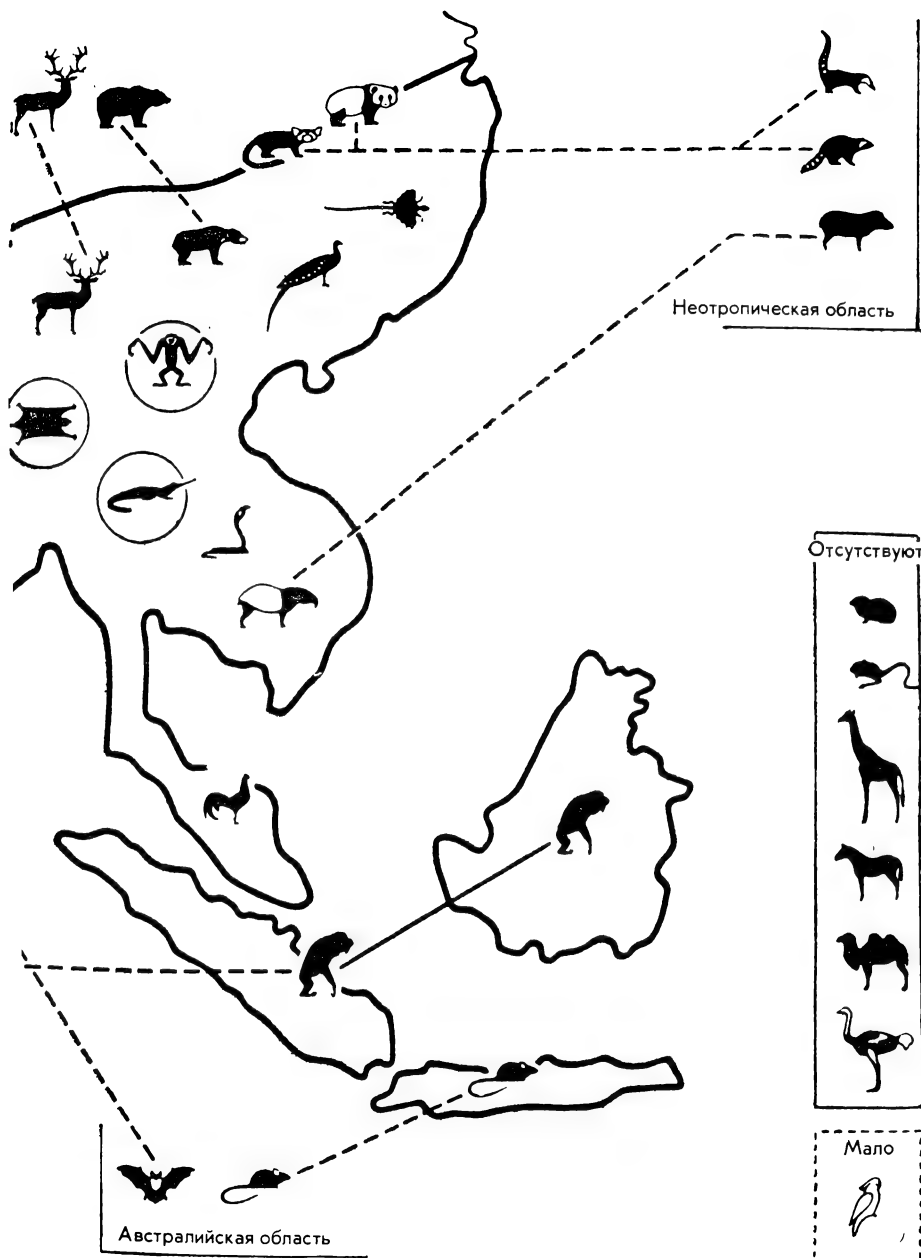 Неотропическая область
Отсутствуют
Мало
Австралийская область